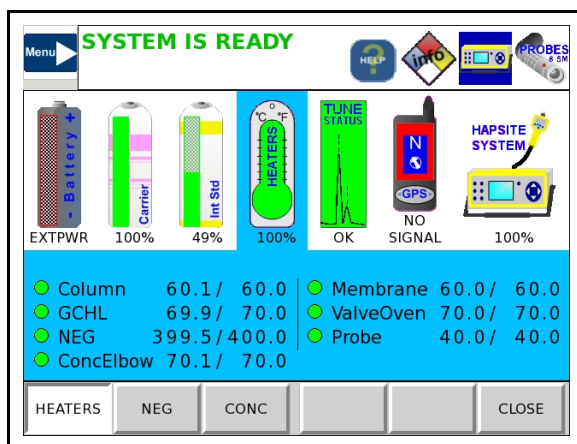 Menu
SYSTEM IS READY
HELP
info
PROBES
8 SM
- Battery +
Carrier
Int Std
°C °F
HEATERS
TUNE
STATUS
N
GPS
HAPSITE
SYSTEM
EXTPWR
100%
49%
100%
OK
NO
SIGNAL
100%
Column 60.1/ 60.0
GCHL 69.9/ 70.0
NEG 399.5/400.0
ConcElbow 70.1/ 70.0
Membrane 60.0/ 60.0
ValveOven 70.0/ 70.0
Probe 40.0/ 40.0
HEATERS
NEG
CONC
CLOSE